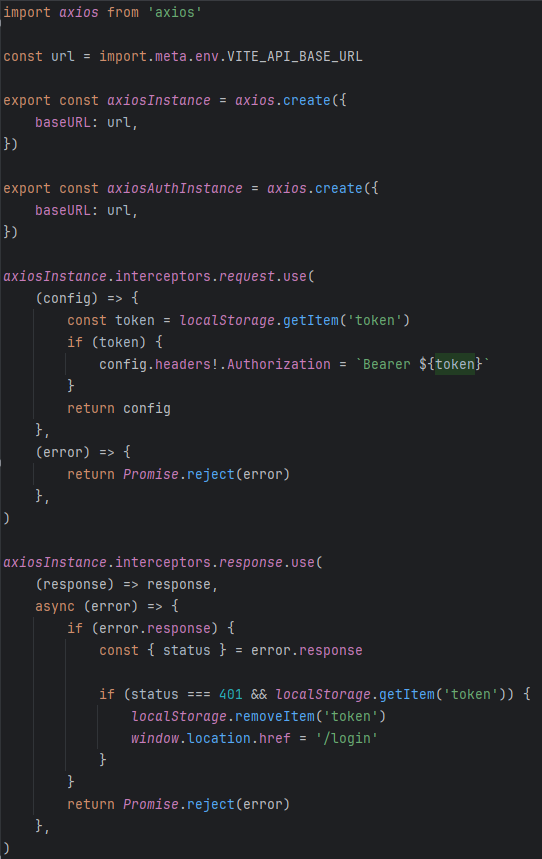 import axios from 'axios'

const url = import.meta.env.VITE_API_BASE_URL

export const axiosInstance = axios.create({
    baseURL: url,
})

export const axiosAuthInstance = axios.create({
    baseURL: url,
})

axiosInstance.interceptors.request.use(
    (config) => {
        const token = localStorage.getItem('token')
        if (token) {
            config.headers!.Authorization = `Bearer ${token}`
        }
        return config
    },
    (error) => {
        return Promise.reject(error)
    },
)

axiosInstance.interceptors.response.use(
    (response) => response,
    async (error) => {
        if (error.response) {
            const { status } = error.response

            if (status === 401 && localStorage.getItem('token')) {
                localStorage.removeItem('token')
                window.location.href = '/login'
            }
        }
        return Promise.reject(error)
    },
)